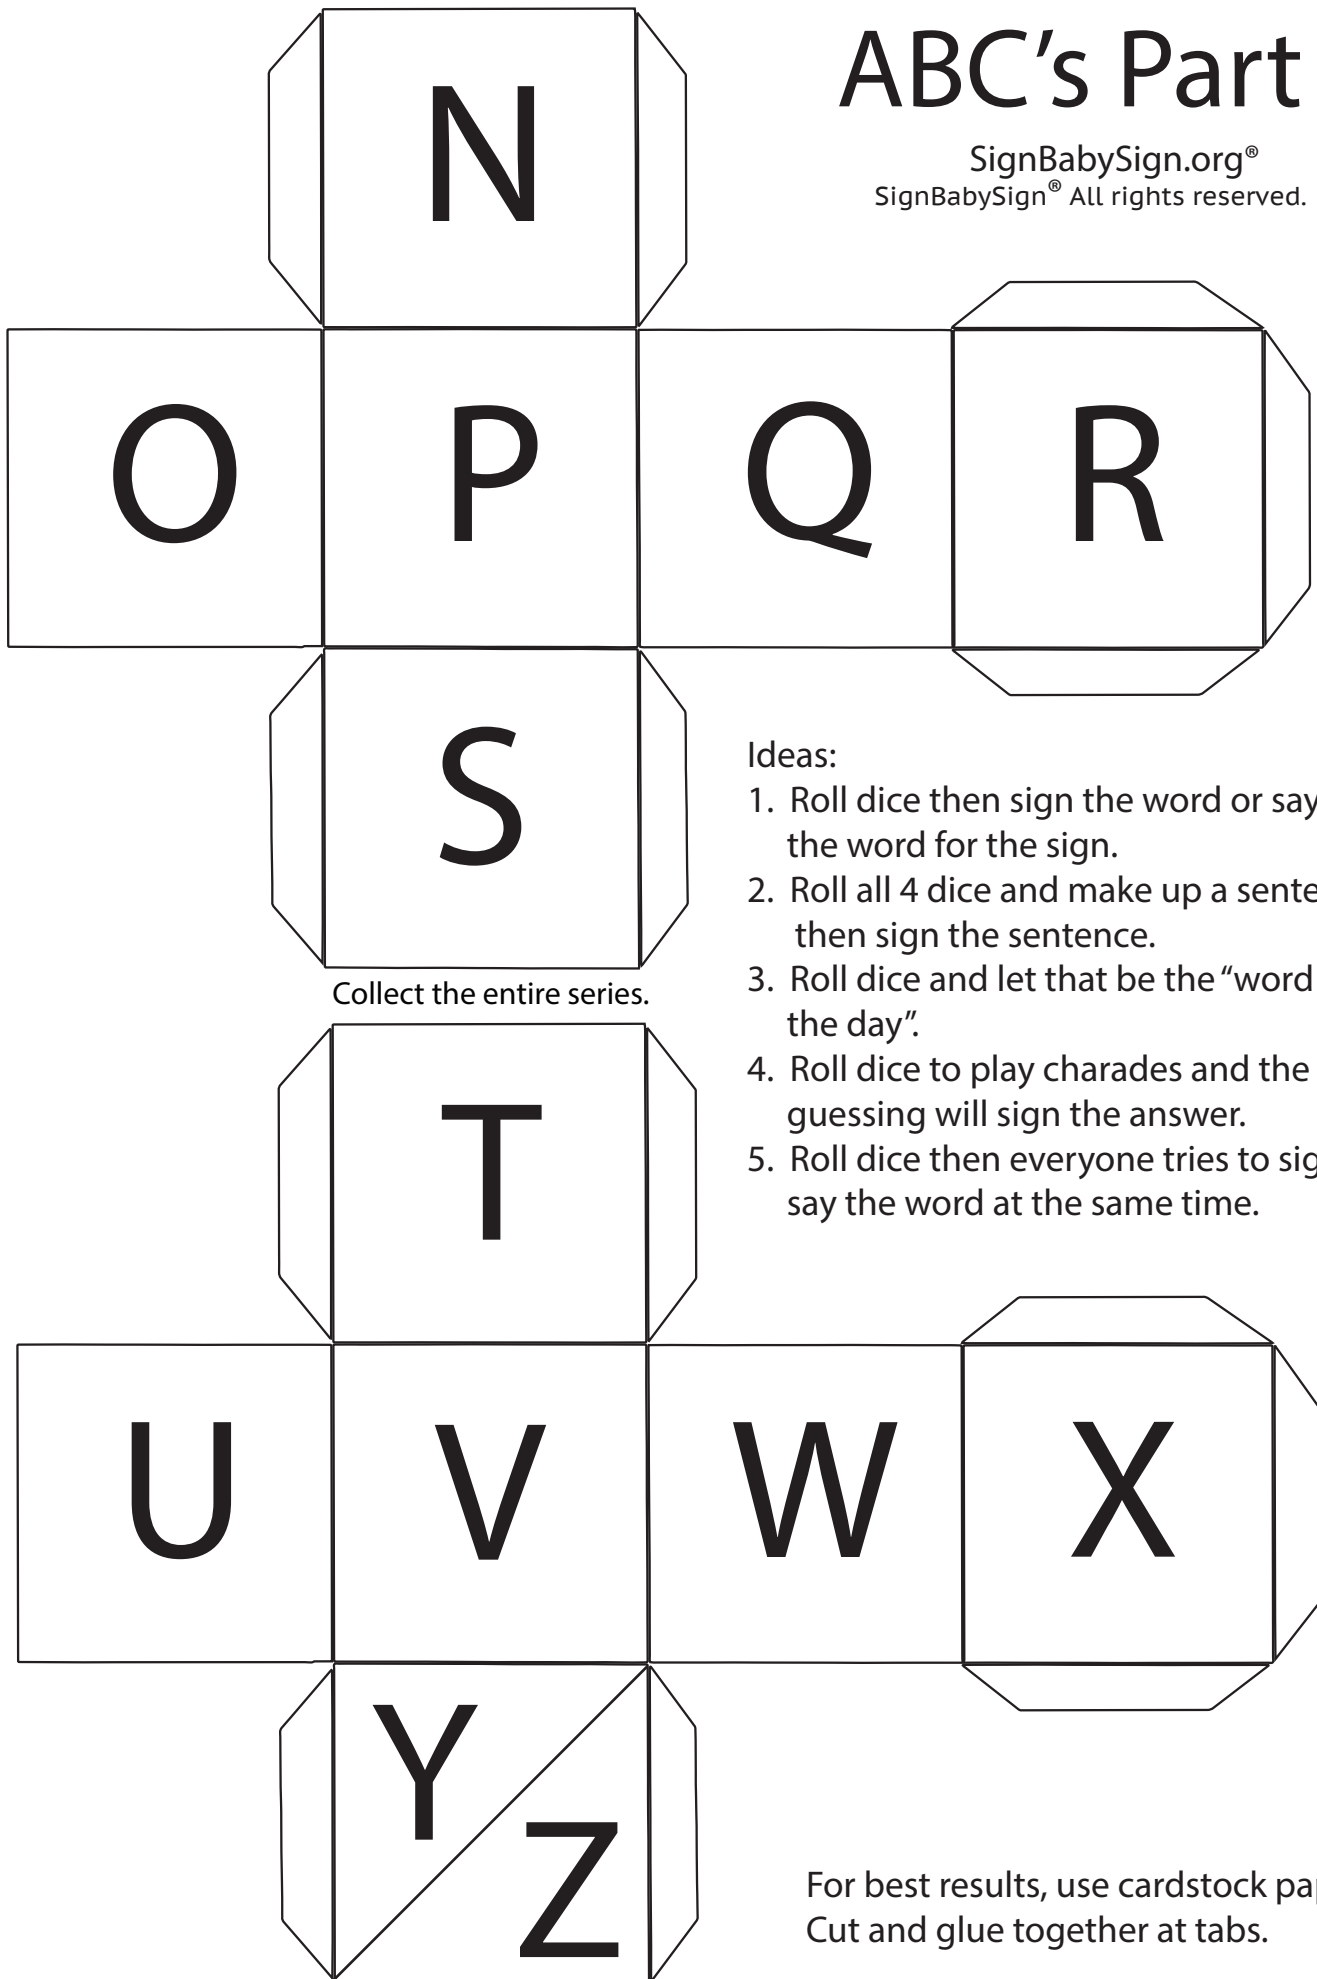 ABC’s Part
SignBabySign.org®
SignBabySign® All rights reserved.
N
O P Q R
S
Collect the entire series.
Ideas:
1. Roll dice then sign the word or say
the word for the sign.
2. Roll all 4 dice and make up a sente
then sign the sentence.
3. Roll dice and let that be the “word
the day”.
4. Roll dice to play charades and the
guessing will sign the answer.
5. Roll dice then everyone tries to sig
say the word at the same time.
T
U V W X
Y
Z
For best results, use cardstock pa
Cut and glue together at tabs.